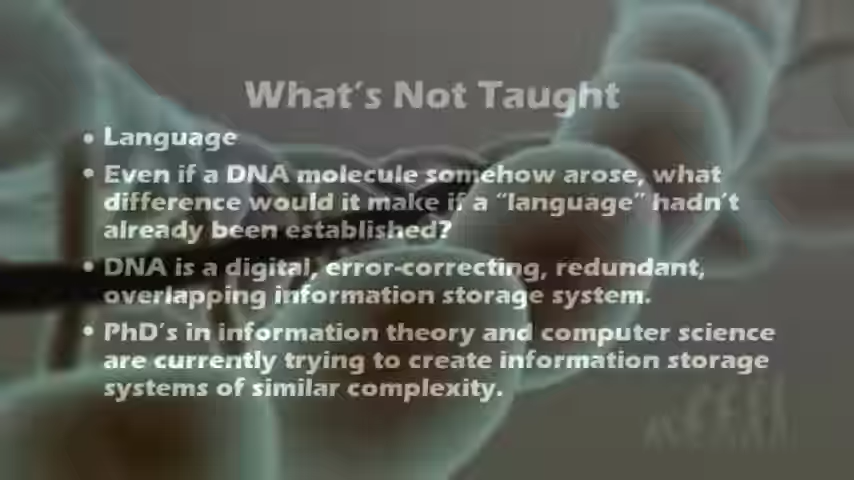 What's Not Taught
• Language
• Even if a DNA molecule somehow arose, what
difference would it make if a "language" hadn't
already been established?
• DNA is a digital, error-correcting, redundant,
overlapping information storage system.
• PhD's in information theory and computer science
are currently trying to create information storage
systems of similar complexity.